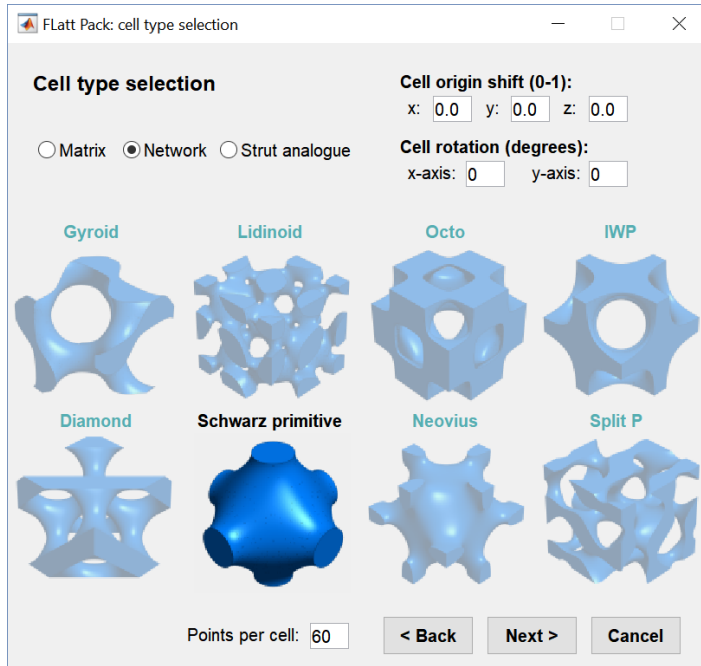 FLatt Pack: cell type selection
Cell type selection
Cell origin shift (0-1):
x: 0.0 y: 0.0 z: 0.0
Matrix Network Strut analogue
Cell rotation (degrees):
x-axis: 0 y-axis: 0
Gyroid Lidinoid Octo IWP
Diamond Schwarz primitive Neovius Split P
Points per cell: 60 < Back Next > Cancel